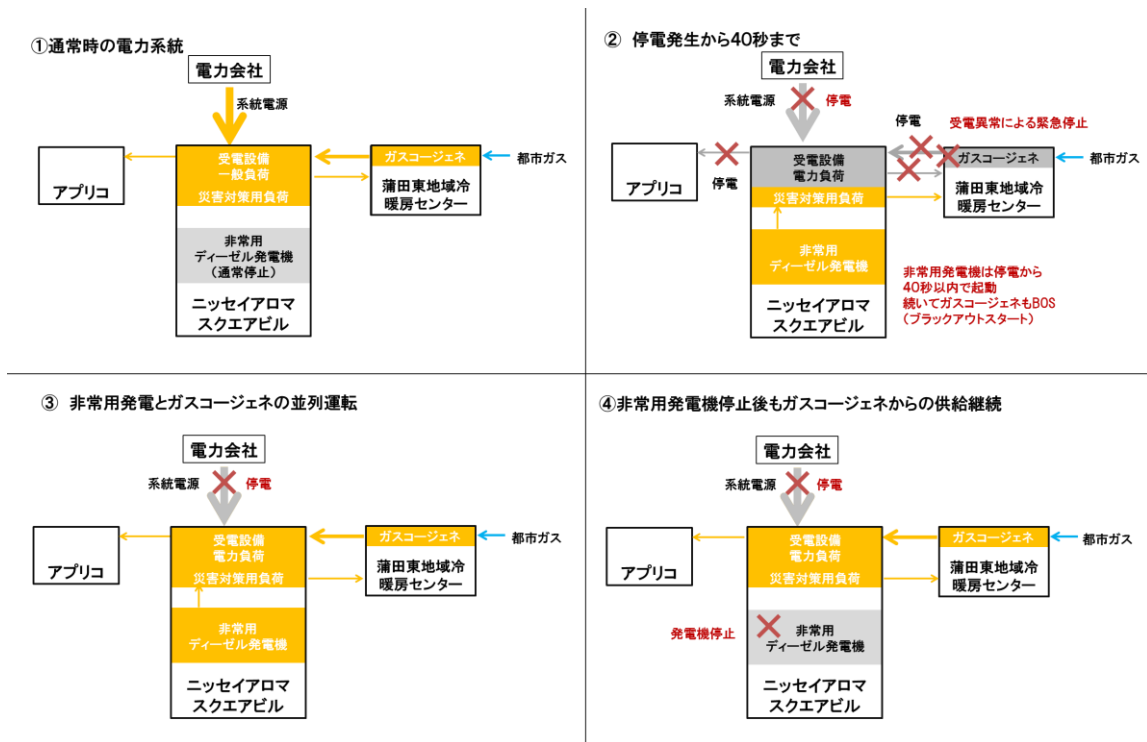 ①通常時の電力系統
電力会社
系統電源
受電設備
一般負荷
災害対策用負荷
ガスコージェネ
都市ガス
アプリコ
蒲田東地域冷
暖房センター
非常用
ディーゼル発電機
（通常停止）
ニッセイアロマ
スクエアビル
② 停電発生から40秒まで
電力会社
系統電源
停電
停電
受電異常による緊急停止
受電設備
電力負荷
災害対策用負荷
ガスコージェネ
都市ガス
アプリコ
停電
蒲田東地域冷
暖房センター
非常用
ディーゼル発電機
非常用発電機は停電から
40秒以内で起動
続いてガスコージェネもBOS
（ブラックアウトスタート）
ニッセイアロマ
スクエアビル
③ 非常用発電とガスコージェネの並列運転
電力会社
系統電源
停電
受電設備
電力負荷
災害対策用負荷
ガスコージェネ
都市ガス
アプリコ
蒲田東地域冷
暖房センター
非常用
ディーゼル発電機
ニッセイアロマ
スクエアビル
④非常用発電機停止後もガスコージェネからの供給継続
電力会社
系統電源
停電
受電設備
電力負荷
災害対策用負荷
ガスコージェネ
都市ガス
アプリコ
蒲田東地域冷
暖房センター
発電機停止
非常用
ディーゼル発電機
ニッセイアロマ
スクエアビル